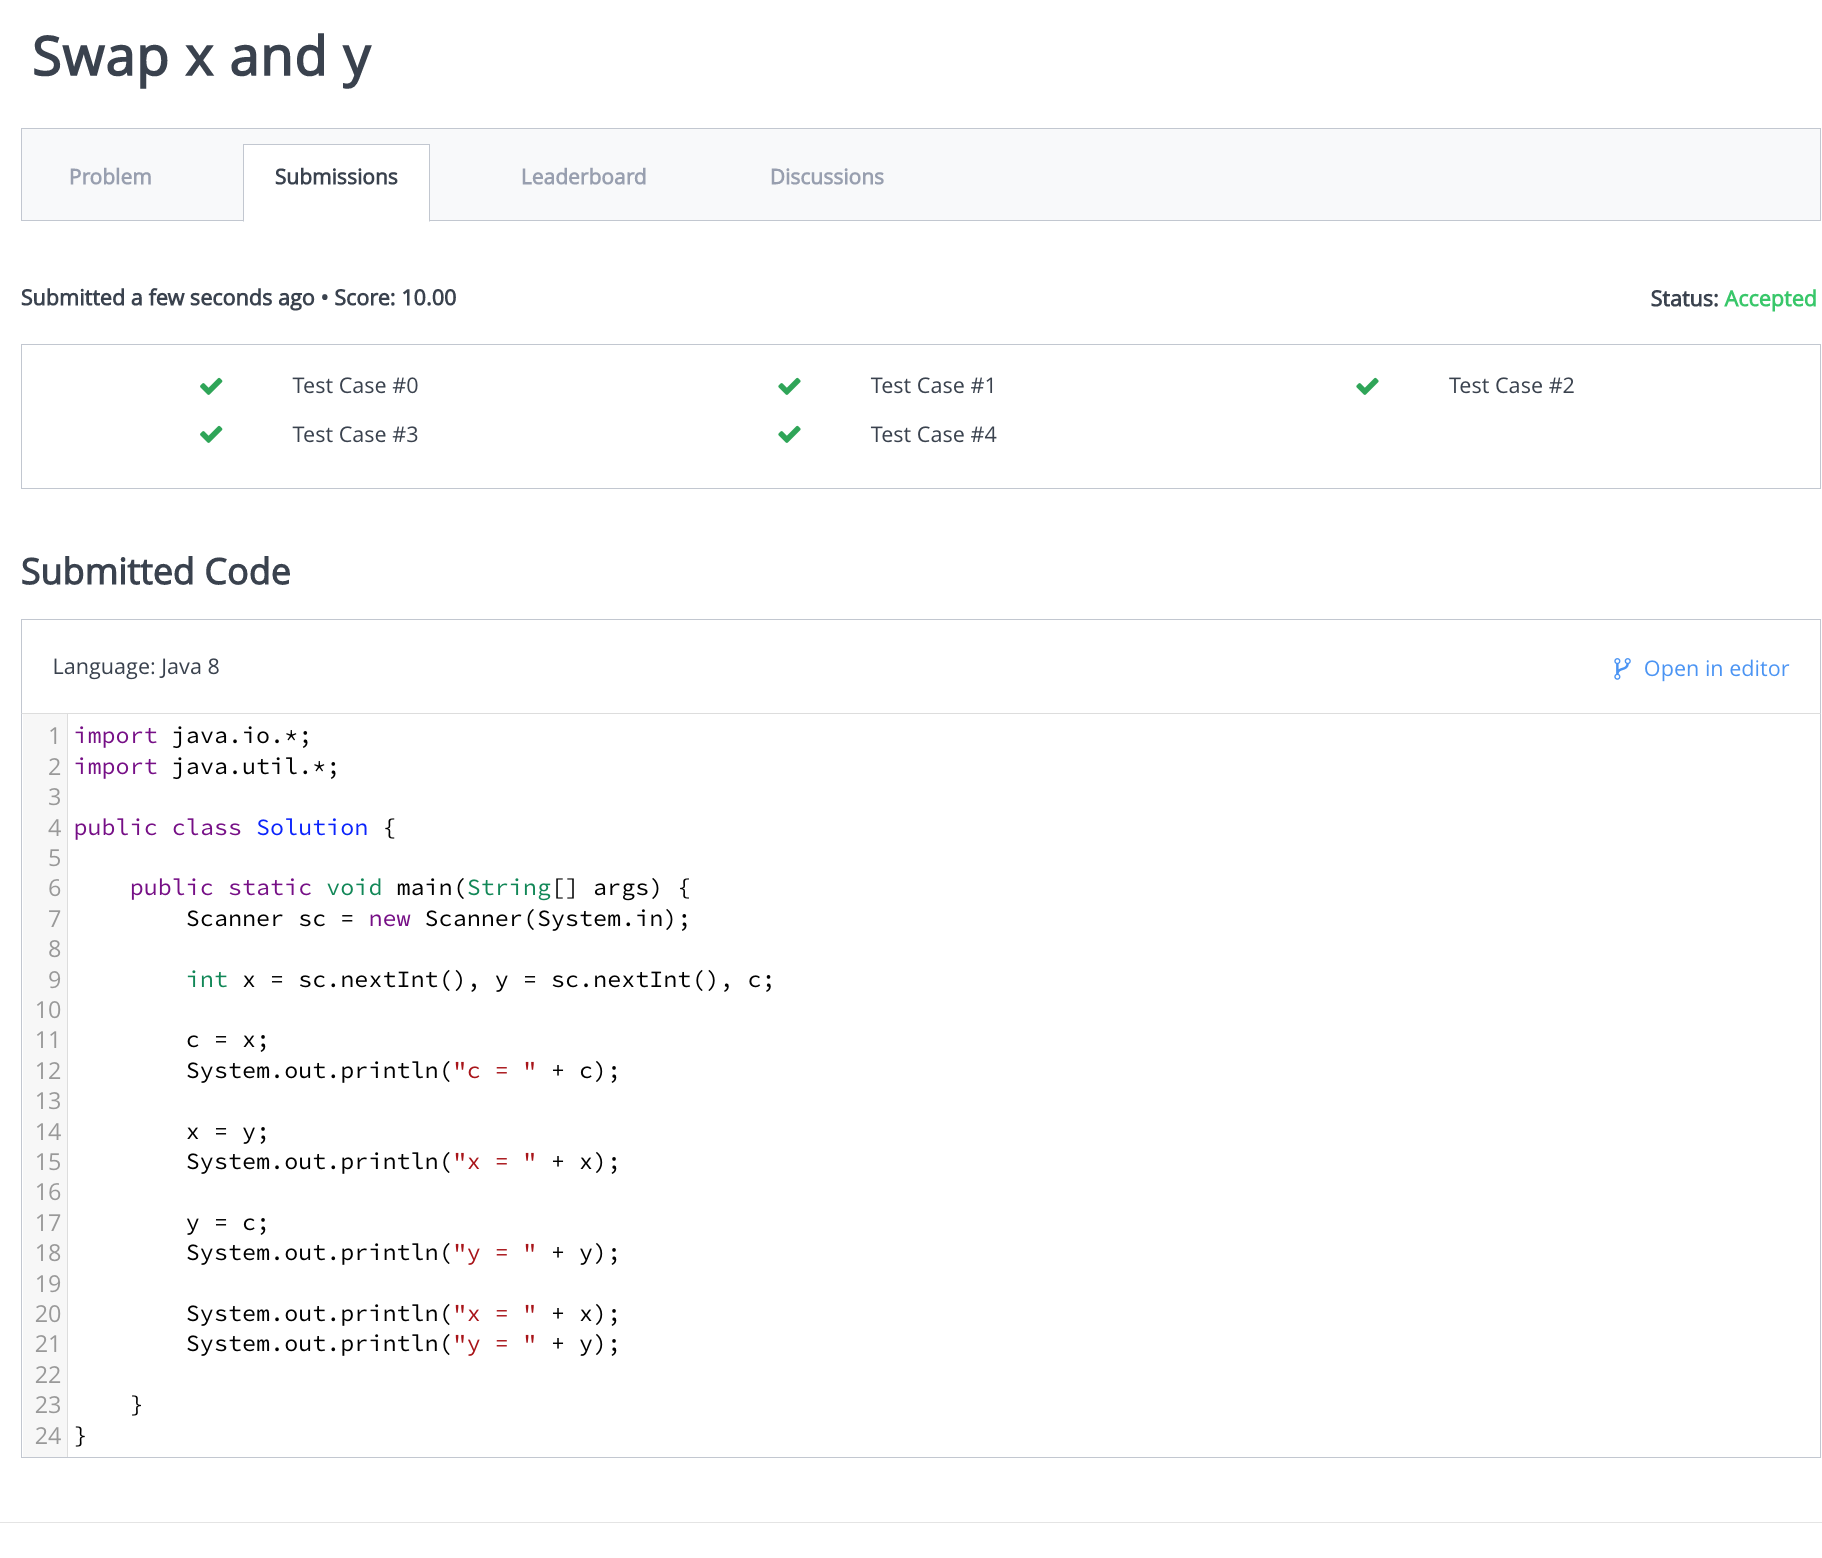 Swap x and y
Problem Submissions Leaderboard Discussions
Submitted a few seconds ago • Score: 10.00 Status: Accepted
Test Case #0 Test Case #1 Test Case #2
Test Case #3 Test Case #4
Submitted Code
Language: Java 8 Open in editor
1 import java.io.*;
2 import java.util.*;
3
4 public class Solution {
5
6     public static void main(String[] args) {
7         Scanner sc = new Scanner(System.in);
8
9         int x = sc.nextInt(), y = sc.nextInt(), c;
10
11         c = x;
12         System.out.println("c = " + c);
13
14         x = y;
15         System.out.println("x = " + x);
16
17         y = c;
18         System.out.println("y = " + y);
19
20         System.out.println("x = " + x);
21         System.out.println("y = " + y);
22
23     }
24 }